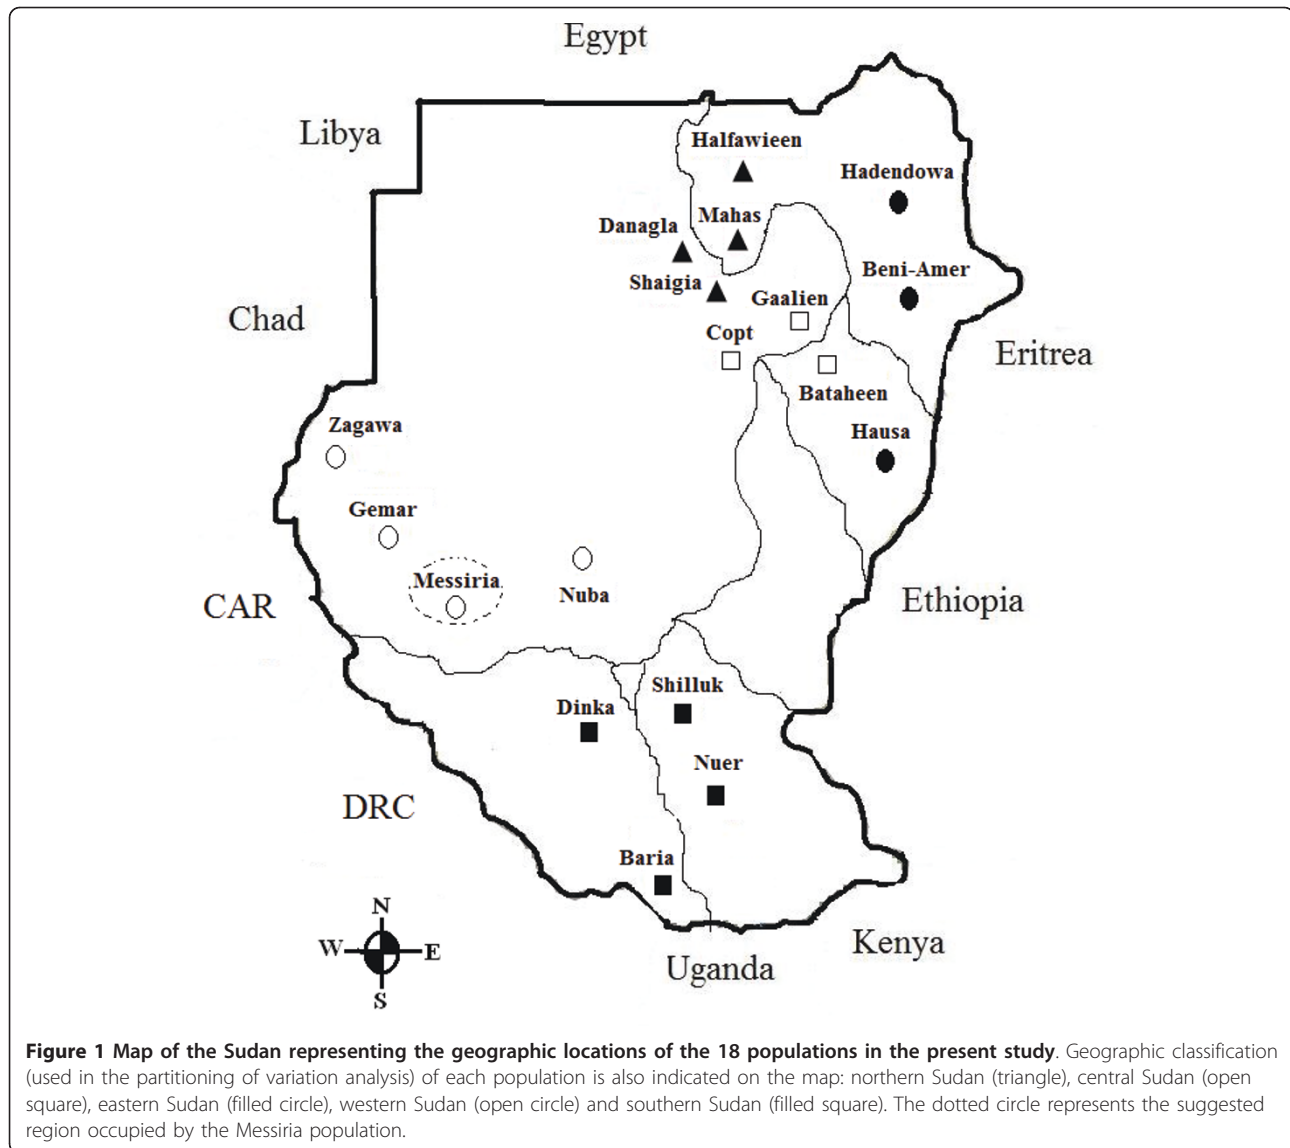 Egypt
Libya
Halfawieen
Hadendowa
Mahas
Danagla
Beni-Amer
Shaigia
Gaalien
Chad
Copt
Eritrea
Bataheen
Zagawa
Hausa
Gemar
Messiria
Nuba
CAR
Ethiopia
Shilluk
Dinka
Nuer
DRC
Baria
N
W E
S
Kenya
Uganda
Figure 1 Map of the Sudan representing the geographic locations of the 18 populations in the present study. Geographic classification
(used in the partitioning of variation analysis) of each population is also indicated on the map: northern Sudan (triangle), central Sudan (open
square), eastern Sudan (filled circle), western Sudan (open circle) and southern Sudan (filled square). The dotted circle represents the suggested
region occupied by the Messiria population.